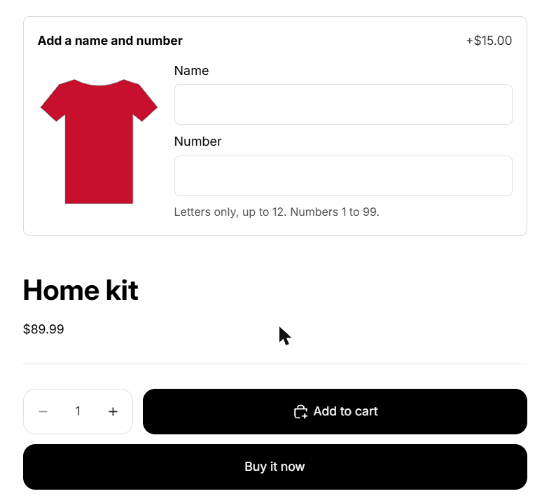 Add a name and number +$15.00
Name
Number
Letters only, up to 12. Numbers 1 to 99.
Home kit
$89.99
− 1 + Add to cart
Buy it now